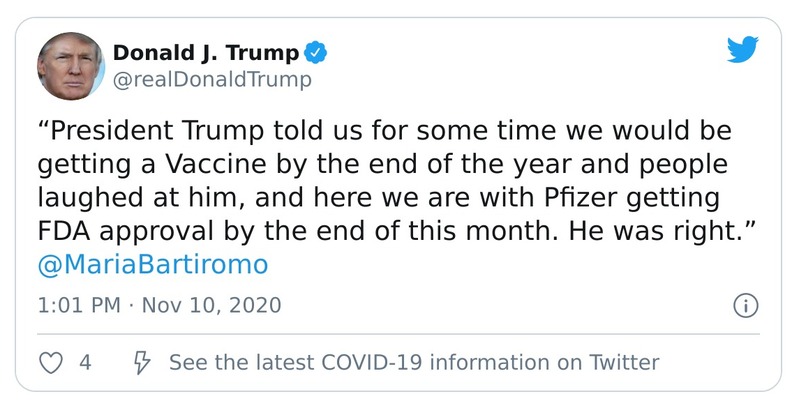 Donald J. Trump
@realDonaldTrump
“President Trump told us for some time we would be
getting a Vaccine by the end of the year and people
laughed at him, and here we are with Pfizer getting
FDA approval by the end of this month. He was right.”
@MariaBartiromo
1:01 PM · Nov 10, 2020
4 See the latest COVID-19 information on Twitter